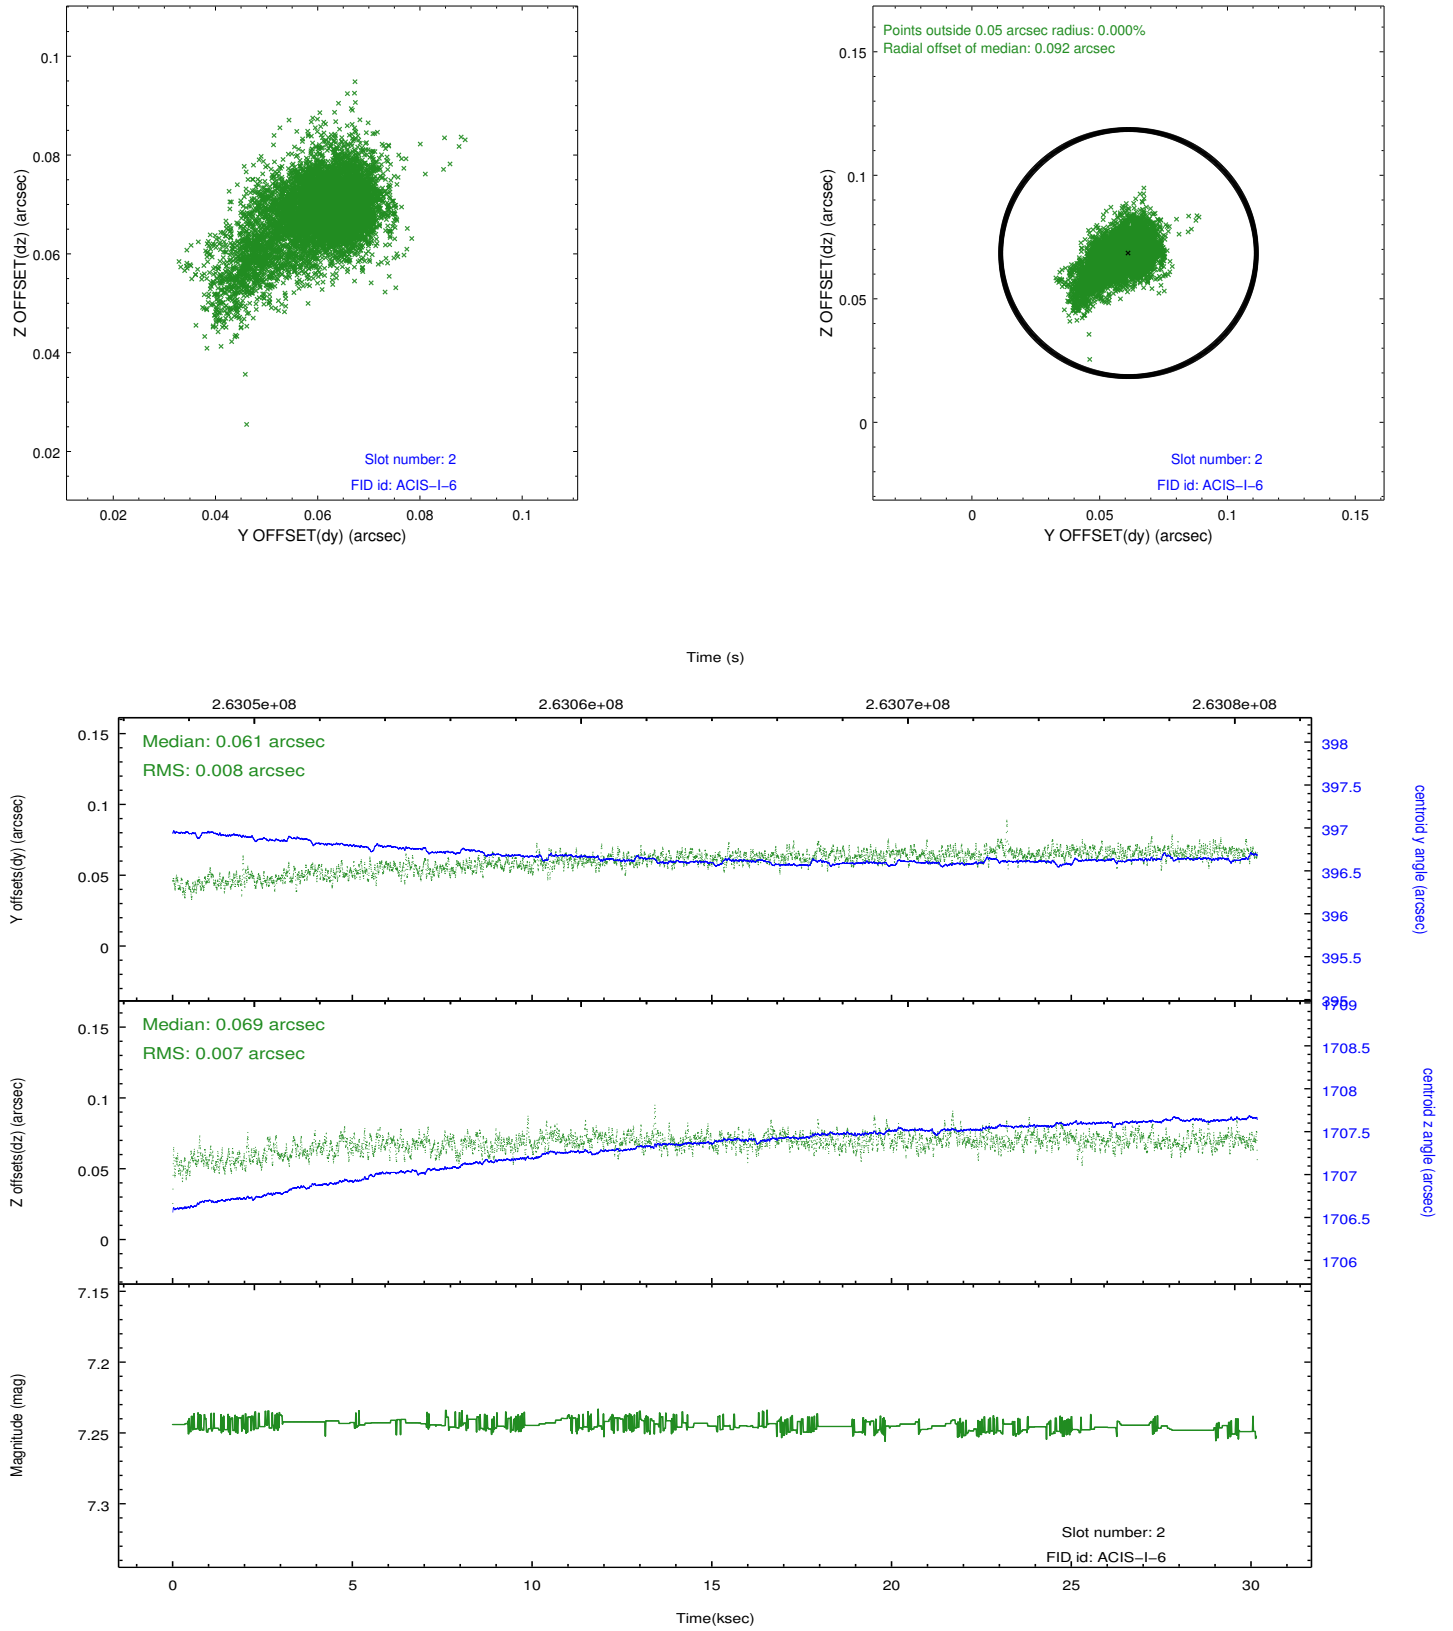 0.1
0.08
0.06
0.04
0.02
Z OFFSET(dz) (arcsec)
Slot number: 2
FID id: ACIS−I−6
0.02 0.04 0.06 0.08 0.1
Y OFFSET(dy) (arcsec)
Points outside 0.05 arcsec radius: 0.000%
Radial offset of median: 0.092 arcsec
0.15
0.1
0.05
0
Z OFFSET(dz) (arcsec)
Slot number: 2
FID id: ACIS−I−6
0 0.05 0.1 0.15
Y OFFSET(dy) (arcsec)
Time (s)
2.6305e+08 2.6306e+08 2.6307e+08 2.6308e+08
Median: 0.061 arcsec
RMS: 0.008 arcsec
0.15
0.1
0.05
0
Y offsets(dy) (arcsec)
398
397.5
397
396.5
396
395.5
395
centroid y angle (arcsec)
Median: 0.069 arcsec
RMS: 0.007 arcsec
0.15
0.1
0.05
0
Z offsets(dz) (arcsec)
1709
1708.5
1708
1707.5
1707
1706.5
1706
centroid z angle (arcsec)
7.15
7.2
7.25
7.3
Magnitude (mag)
Slot number: 2
FID id: ACIS−I−6
0 5 10 15 20 25 30
Time(ksec)